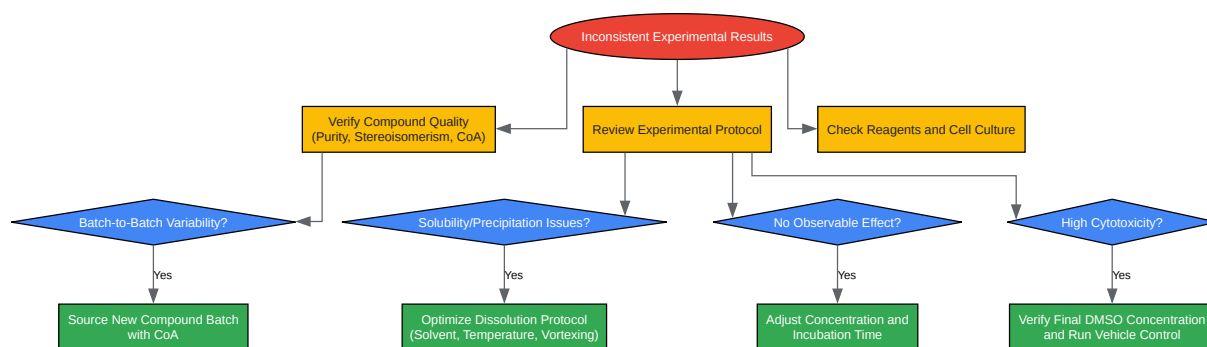 Inconsistent Experimental Results
Verify Compound Quality
(Purity, Stereoisomerism, CoA)
Review Experimental Protocol
Check Reagents and Cell Culture
Batch-to-Batch Variability?
Solubility/Precipitation Issues?
No Observable Effect?
High Cytotoxicity?
Yes
Yes
Yes
Yes
Source New Compound Batch
with CoA
Optimize Dissolution Protocol
(Solvent, Temperature, Vortexing)
Adjust Concentration and
Incubation Time
Verify Final DMSO Concentration
and Run Vehicle Control